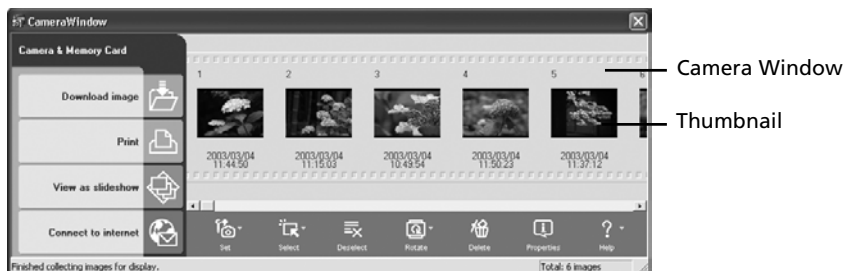 CameraWindow
Camera & Memory Card
1 2 3 4 5 6
Download image
Print
View as slideshow
Connect to internet
2003/03/04 2003/03/04 2003/03/04 2003/03/04 2003/03/04
11:44:50 11:15:03 10:49:54 11:50:23 11:37:12
Set Select Deselect Rotate Delete Properties Help
Finished collecting images for display. Total: 6 images
Camera Window
Thumbnail